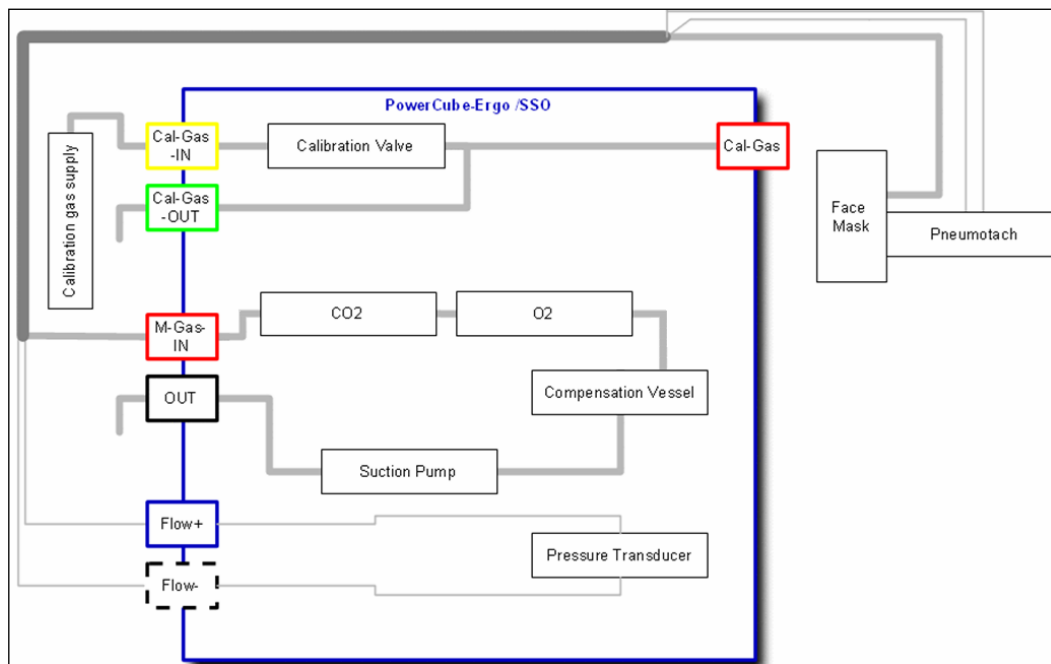 PowerCube-Ergo /SSO
Cal-Gas
-IN
Calibration Valve
Cal-Gas
Calibration gas supply
Cal-Gas
-OUT
Face
Mask
Pneumotach
M-Gas-
IN
CO2
O2
OUT
Compensation Vessel
Suction Pump
Flow+
Pressure Transducer
Flow-